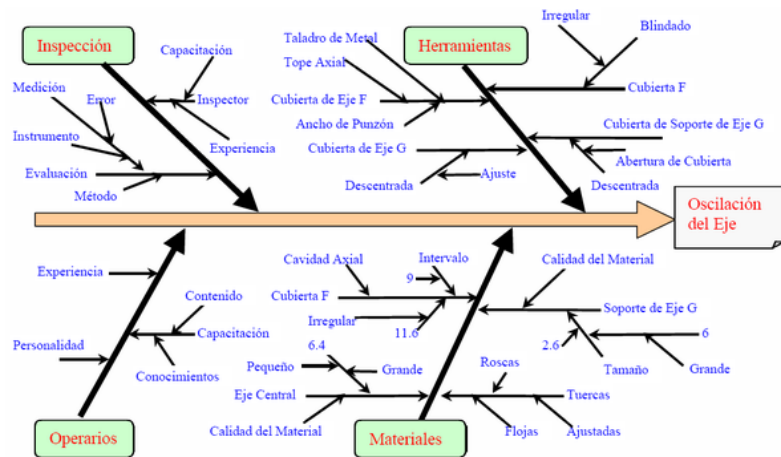 Inspección
Capacitación
Medición
Error
Inspector
Instrumento
Experiencia
Evaluación
Método
Herramientas
Irregular
Blindado
Taladro de Metal
Tope Axial
Cubierta F
Cubierta de Eje F
Ancho de Punzón
Cubierta de Soporte de Eje G
Cubierta de Eje G
Abertura de Cubierta
Descentrada
Ajuste
Descentrada
Oscilación
del Eje
Experiencia
Contenido
Capacitación
Personalidad
Conocimientos
Operarios
Cavidad Axial
Intervalo
9
Calidad del Material
Cubierta F
Soporte de Eje G
Irregular
11.6
2.6
6
Tamaño
Grande
6.4
Pequeño
Grande
Roscas
Eje Central
Tuercas
Calidad del Material
Flojas
Ajustadas
Materiales